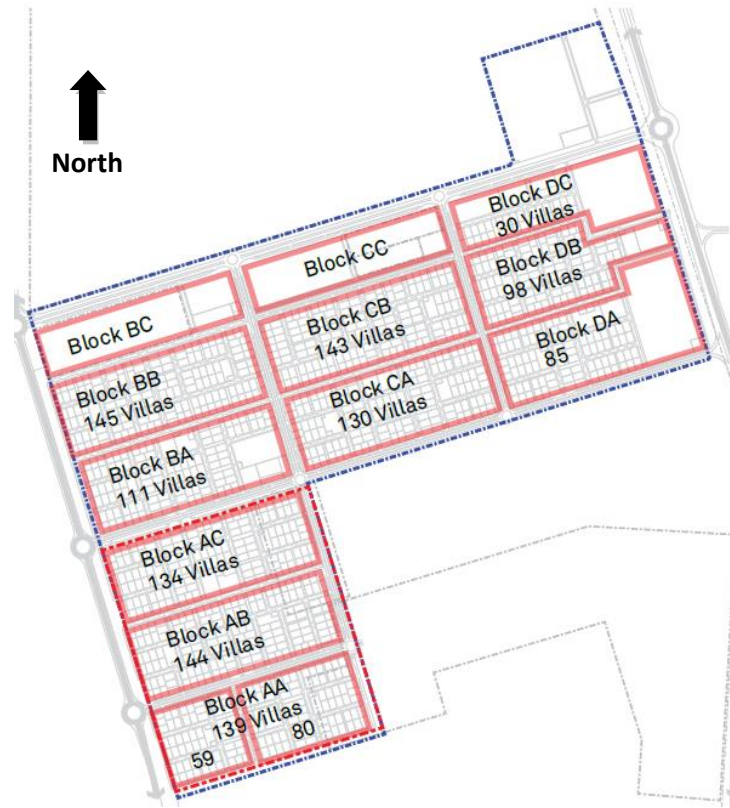 North
Block DC
30 Villas
Block CC
Block DB
98 Villas
Block BC
Block CB
143 Villas
Block DA
85
Block BB
145 Villas
Block CA
130 Villas
Block BA
111 Villas
Block AC
134 Villas
Block AB
144 Villas
Block AA
139 Villas
59
80